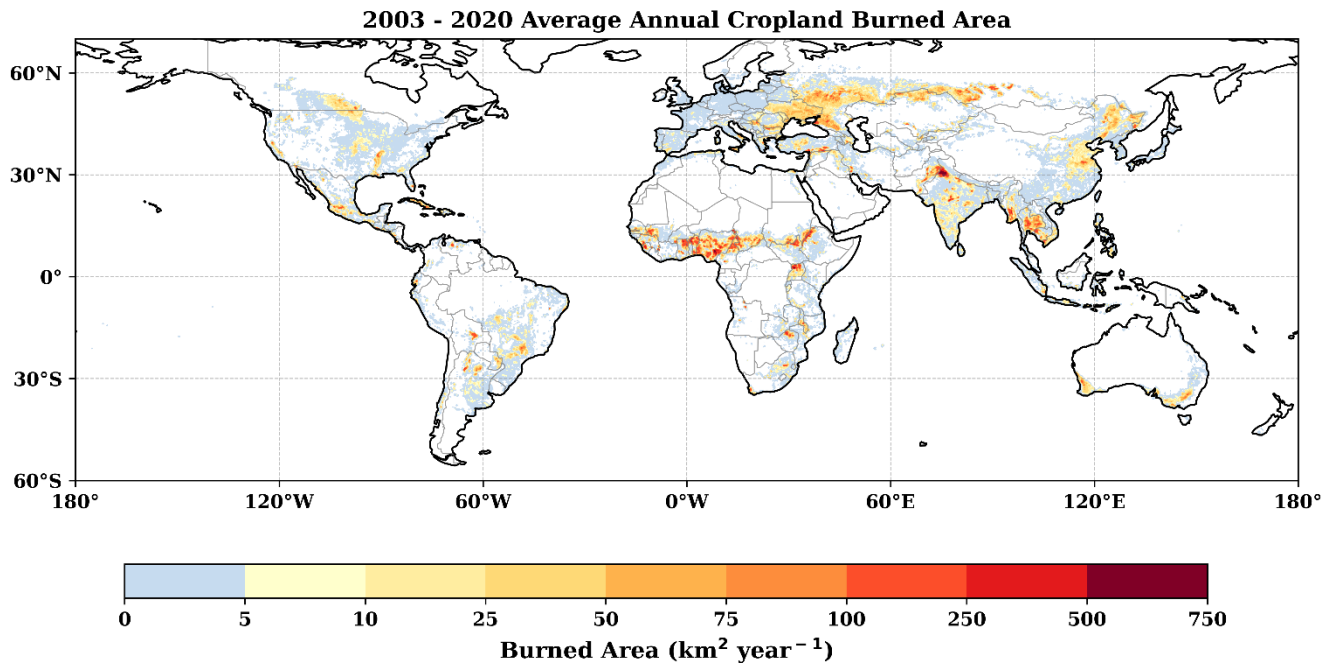 2003 - 2020 Average Annual Cropland Burned Area
60°N
30°N
0°
30°S
60°S
180° 120°W 60°W 0°W 60°E 120°E 180°
0 5 10 25 50 75 100 250 500 750
Burned Area (km² year⁻¹)